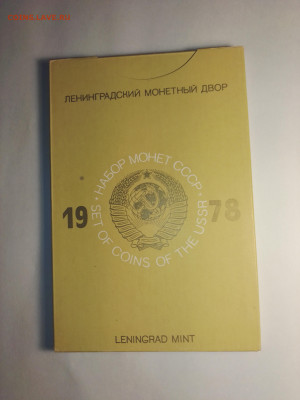 ЛЕНИНГРАДСКИЙ МОНЕТНЫЙ ДВОР
· НАБОР МОНЕТ СССР ·
19 78
SET OF COINS OF THE USSR
LENINGRAD MINT